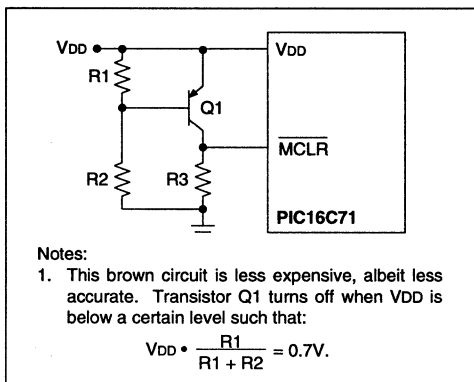 VDD
VDD
R1
Q1
MCLR
R2
R3
PIC16C71
Notes:
1. This brown circuit is less expensive, albeit less
accurate. Transistor Q1 turns off when VDD is
below a certain level such that:
VDD • R1 / (R1 + R2) = 0.7V.